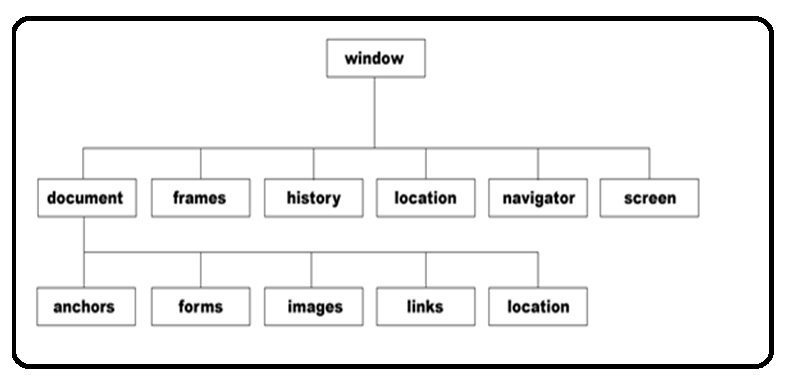 window
document frames history location navigator screen
anchors forms images links location